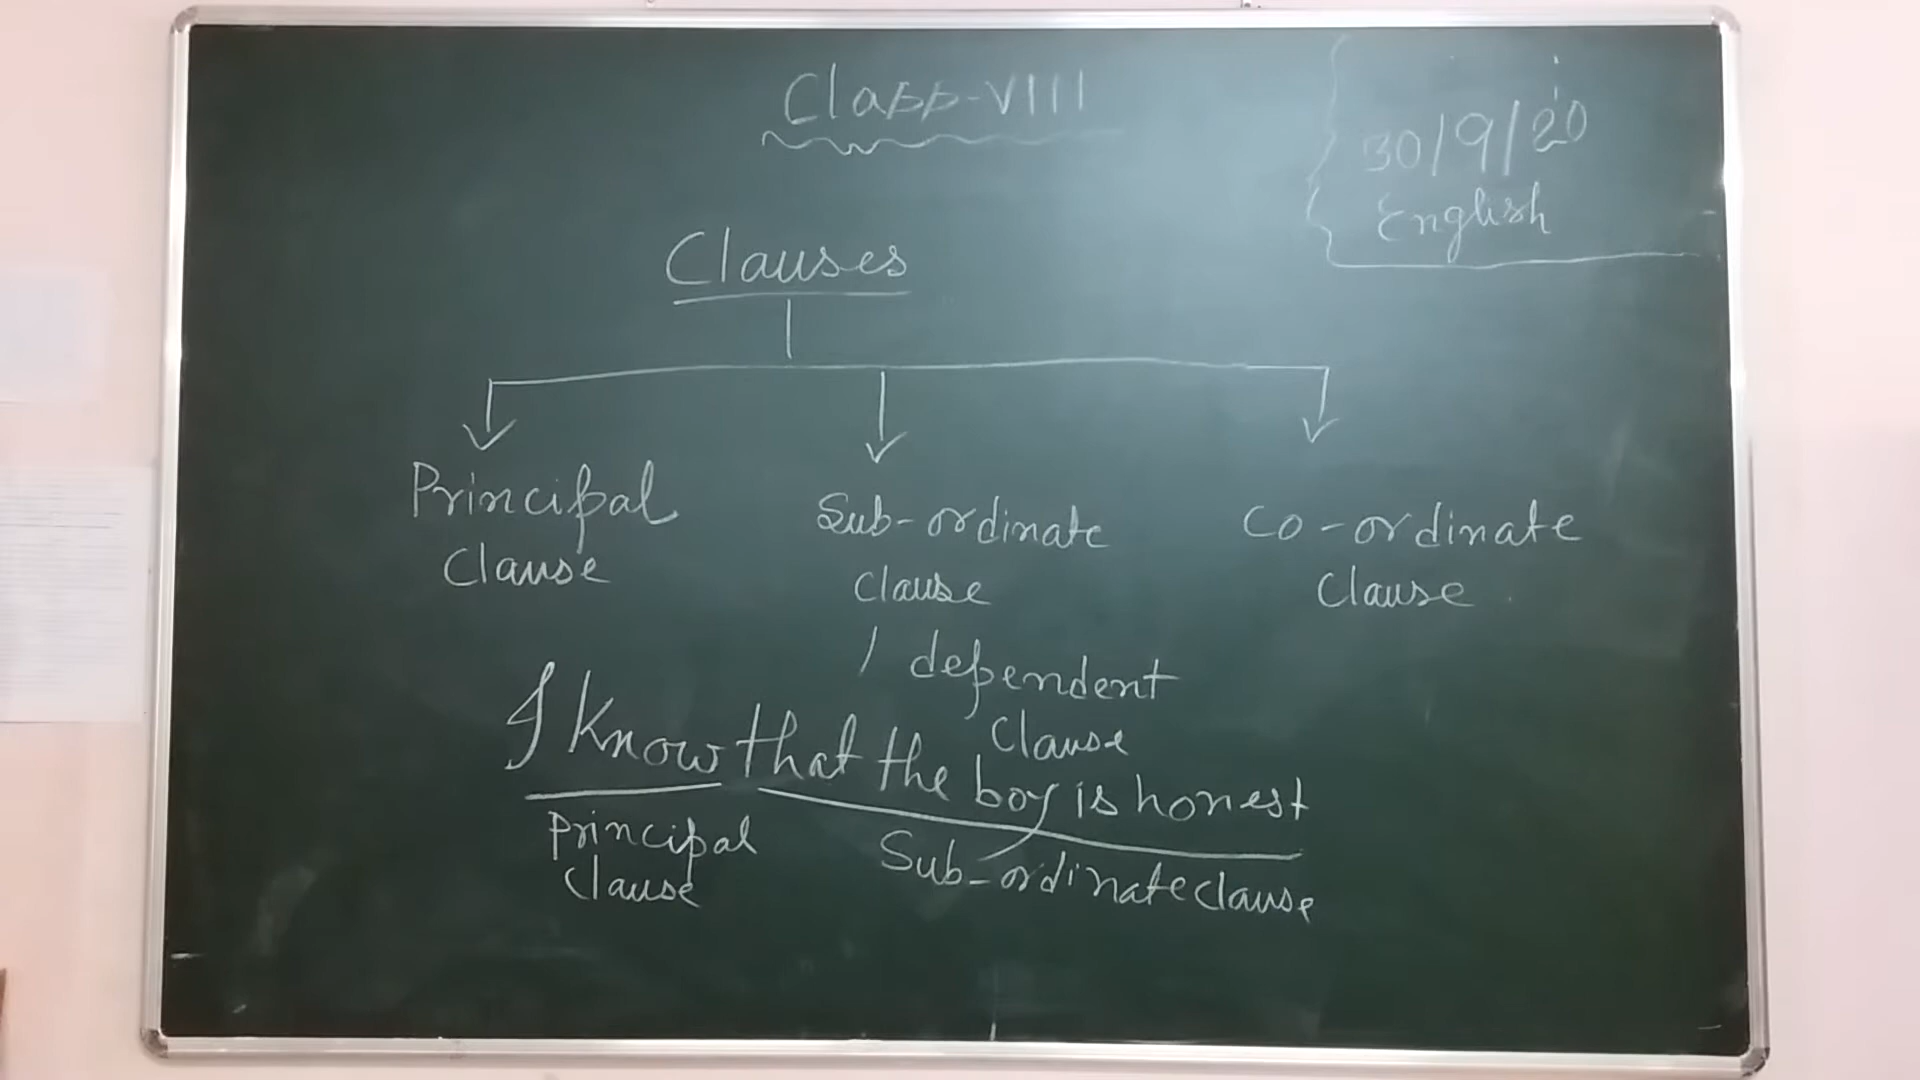 Class-VIII
30/9/20
English
Clauses
Principal
Clause
Sub-ordinate
Clause
/ dependent
Clause
Co-ordinate
Clause
I know that the boy is honest
Principal
Clause
Sub-ordinate clause